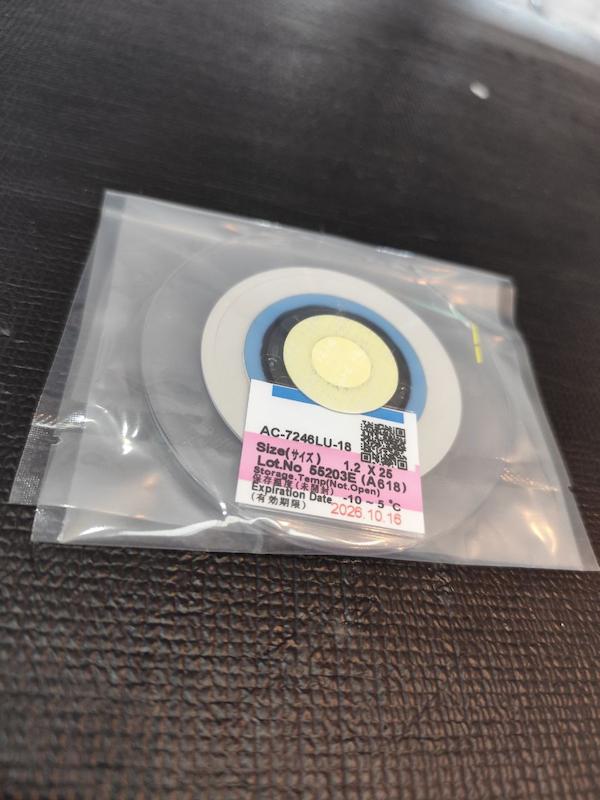 AC-7246LU-18
Size(サイズ) 1.2 X 25
Lot.No 55203E (A618)
Storage.Temp(Not.Open)
保存温度(未開封) -10 ~ 5 °C
Expiration Date
(有効期限) 2026.10.16